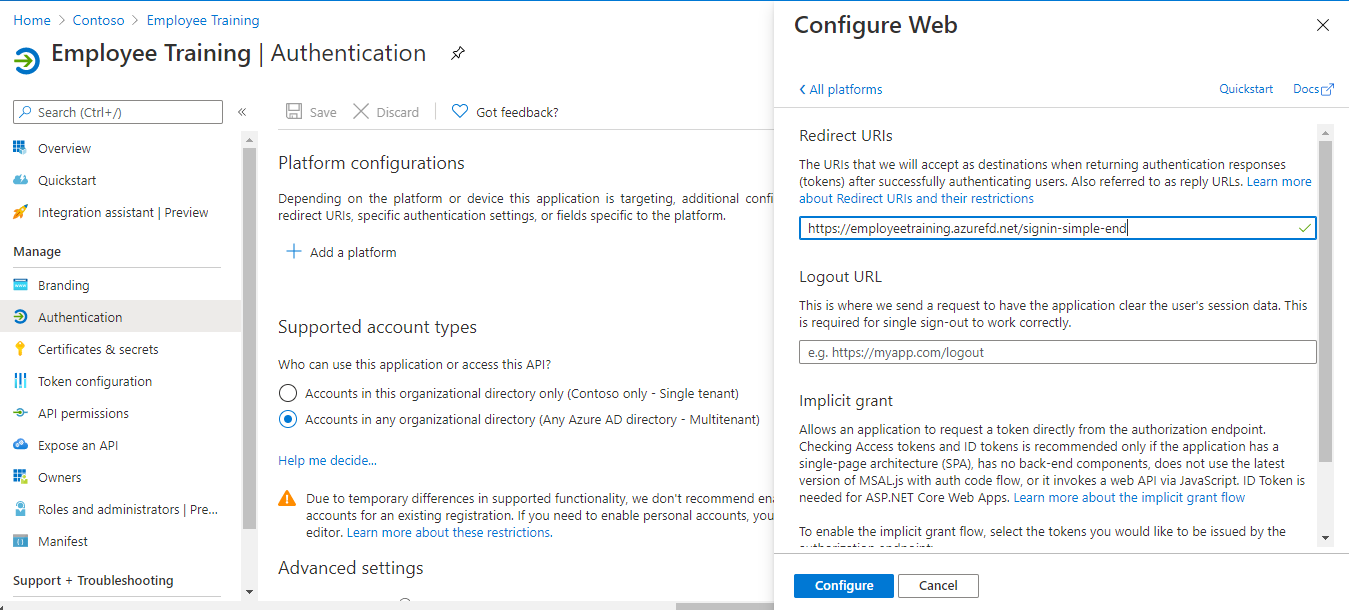 Home > Contoso > Employee Training
Employee Training | Authentication
Search (Ctrl+/)
«
Overview
Quickstart
Integration assistant | Preview
Manage
Branding
Authentication
Certificates & secrets
Token configuration
API permissions
Expose an API
Owners
Roles and administrators | Pre...
Manifest
Support + Troubleshooting
Save
Discard
Got feedback?
Platform configurations
Depending on the platform or device this application is targeting, additional confi
redirect URIs, specific authentication settings, or fields specific to the platform.
Add a platform
Supported account types
Who can use this application or access this API?
Accounts in this organizational directory only (Contoso only - Single tenant)
Accounts in any organizational directory (Any Azure AD directory - Multitenant)
Help me decide...
Due to temporary differences in supported functionality, we don't recommend ena
accounts for an existing registration. If you need to enable personal accounts, you
editor. Learn more about these restrictions.
Advanced settings
Configure Web
All platforms
Quickstart
Docs
Redirect URIs
The URIs that we will accept as destinations when returning authentication responses
(tokens) after successfully authenticating users. Also referred to as reply URLs. Learn more
about Redirect URIs and their restrictions
https://employeetraining.azurefd.net/signin-simple-end
Logout URL
This is where we send a request to have the application clear the user's session data. This
is required for single sign-out to work correctly.
e.g. https://myapp.com/logout
Implicit grant
Allows an application to request a token directly from the authorization endpoint.
Checking Access tokens and ID tokens is recommended only if the application has a
single-page architecture (SPA), has no back-end components, does not use the latest
version of MSAL.js with auth code flow, or it invokes a web API via JavaScript. ID Token is
needed for ASP.NET Core Web Apps. Learn more about the implicit grant flow
To enable the implicit grant flow, select the tokens you would like to be issued by the
authorization endpoint:
Configure
Cancel